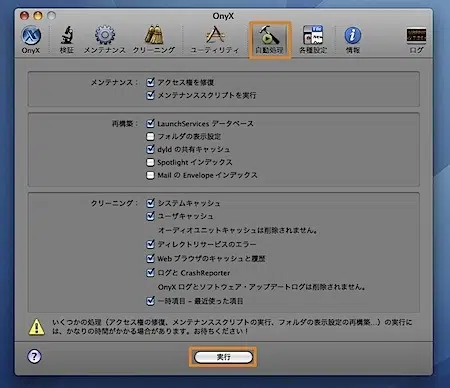 OnyX
OnyX 検証 メンテナンス クリーニング ユーティリティ 自動処理 各種設定 情報 ログ
メンテナンス： アクセス権を修復
メンテナンススクリプトを実行
再構築： LaunchServices データベース
フォルダの表示設定
dyld の共有キャッシュ
Spotlight インデックス
Mail の Envelope インデックス
クリーニング： システムキャッシュ
ユーザキャッシュ
オーディオユニットキャッシュは削除されません。
ディレクトリサービスのエラー
Web ブラウザのキャッシュと履歴
ログと CrashReporter
OnyX ログとソフトウェア・アップデートログは削除されません。
一時項目 – 最近使った項目
いくつかの処理（アクセス権の修復、メンテナンススクリプトの実行、フォルダの表示設定の再構築...）の実行に
は、かなりの時間がかかる場合があります。お待ちください！
? 実行